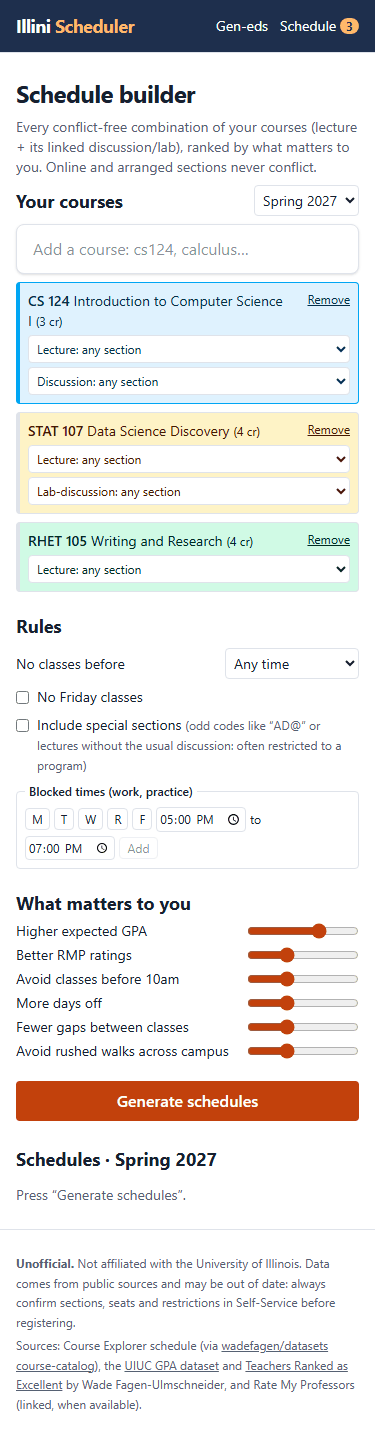 Illini Scheduler Gen-eds Schedule 3
Schedule builder
Every conflict-free combination of your courses (lecture
+ its linked discussion/lab), ranked by what matters to
you. Online and arranged sections never conflict.
Your courses Spring 2027
Add a course: cs124, calculus...
CS 124 Introduction to Computer Science Remove
I (3 cr)
Lecture: any section
Discussion: any section
STAT 107 Data Science Discovery (4 cr) Remove
Lecture: any section
Lab-discussion: any section
RHET 105 Writing and Research (4 cr) Remove
Lecture: any section
Rules
No classes before Any time
No Friday classes
Include special sections (odd codes like "AD@" or
lectures without the usual discussion: often restricted to a
program)
Blocked times (work, practice)
M T W R F 05:00 PM to
07:00 PM Add
What matters to you
Higher expected GPA
Better RMP ratings
Avoid classes before 10am
More days off
Fewer gaps between classes
Avoid rushed walks across campus
Generate schedules
Schedules · Spring 2027
Press “Generate schedules”.
Unofficial. Not affiliated with the University of Illinois. Data
comes from public sources and may be out of date: always
confirm sections, seats and restrictions in Self-Service before
registering.
Sources: Course Explorer schedule (via wadefagen/datasets
course-catalog), the UIUC GPA dataset and Teachers Ranked as
Excellent by Wade Fagen-Ulmschneider, and Rate My Professors
(linked, when available).